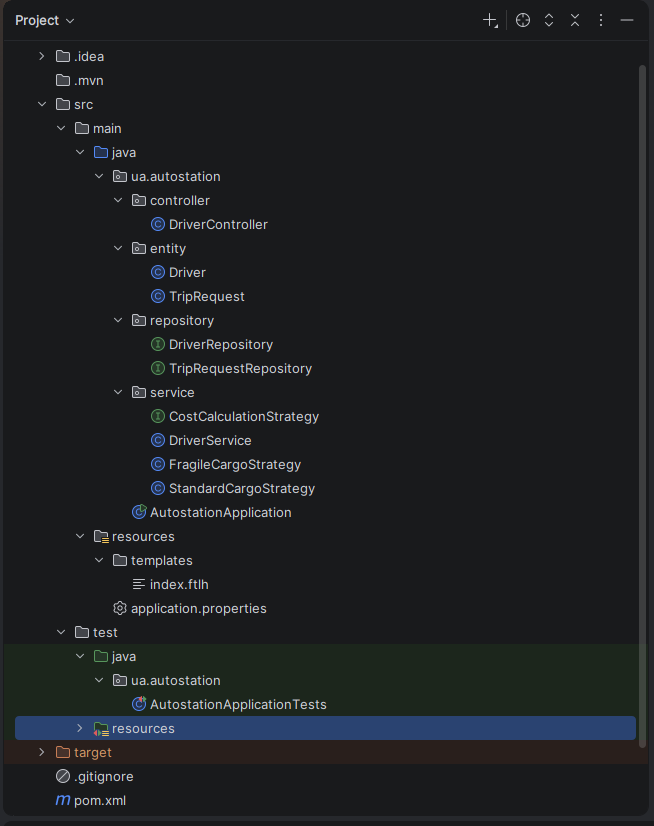 Project
.idea
.mvn
src
main
java
ua.autostation
controller
DriverController
entity
Driver
TripRequest
repository
DriverRepository
TripRequestRepository
service
CostCalculationStrategy
DriverService
FragileCargoStrategy
StandardCargoStrategy
AutostationApplication
resources
templates
index.ftlh
application.properties
test
java
ua.autostation
AutostationApplicationTests
resources
target
.gitignore
pom.xml